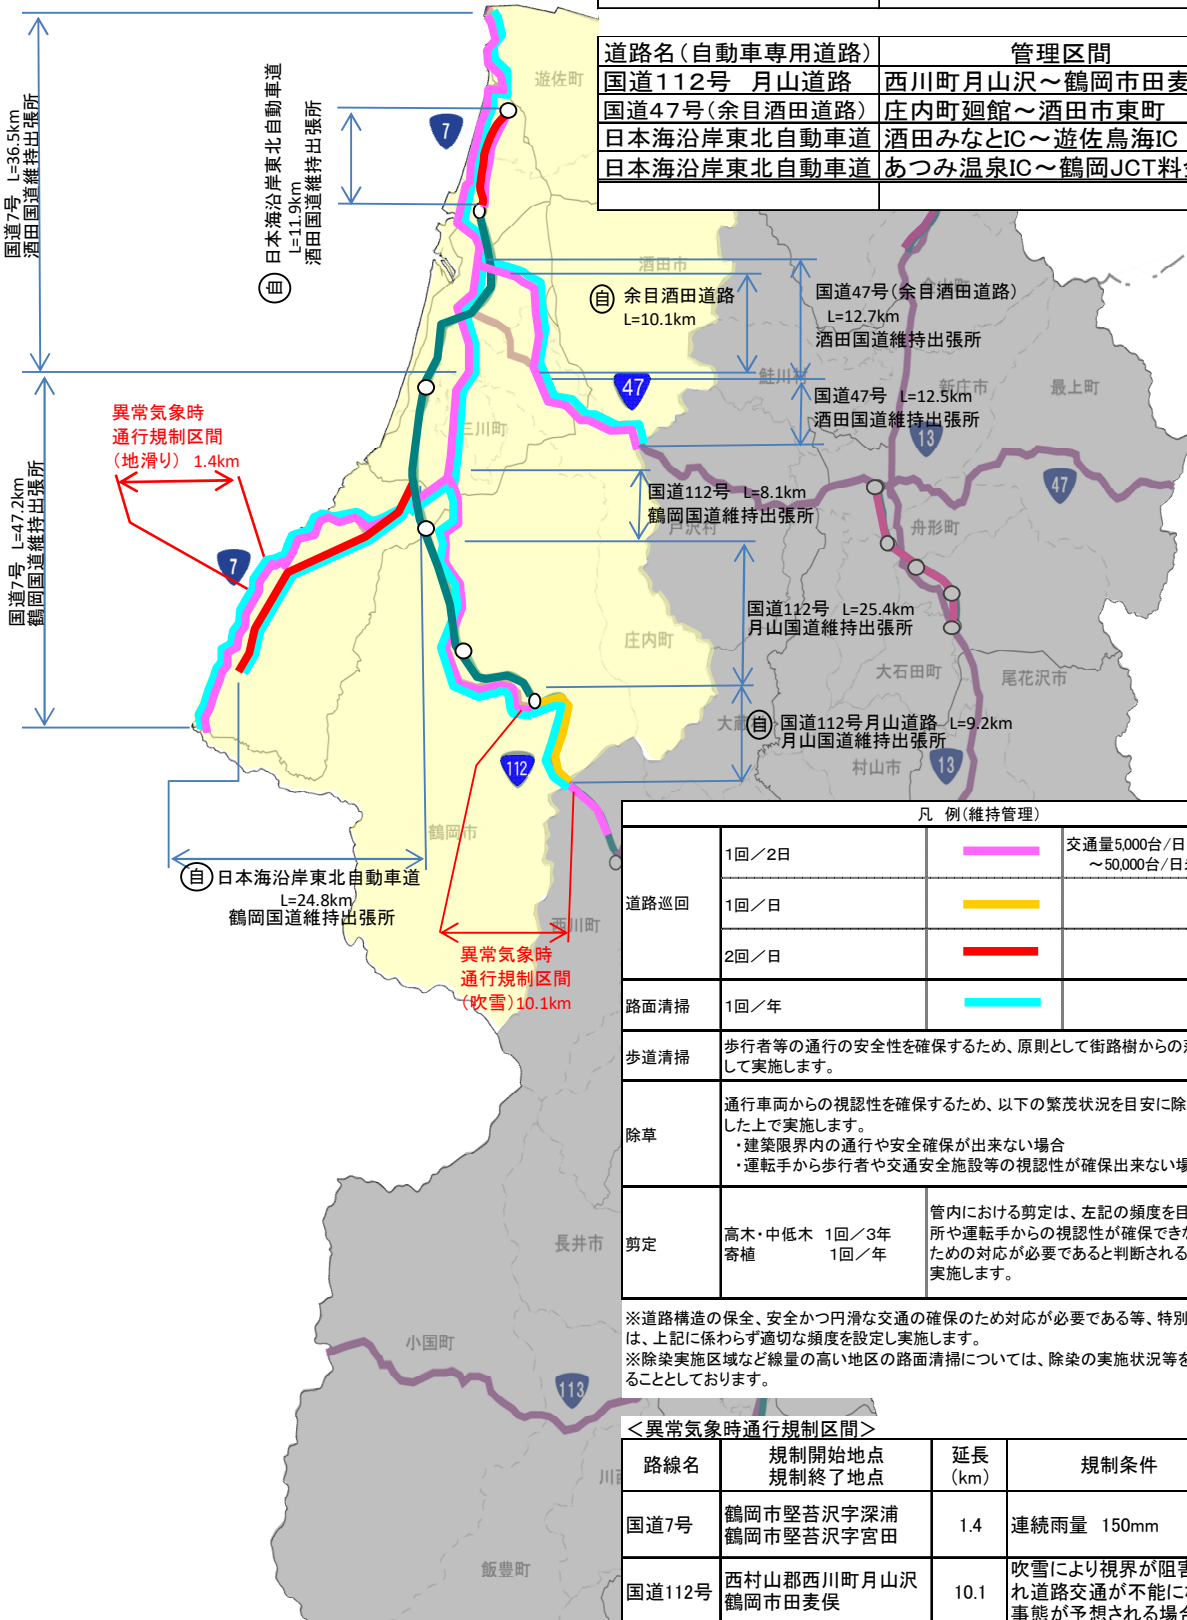 道路名(自動車専用道路) 管理区間
国道112号 月山道路 西川町月山沢～鶴岡市田麦
国道47号(余目酒田道路) 庄内町廻館～酒田市東町
日本海沿岸東北自動車道 酒田みなとIC～遊佐鳥海IC
日本海沿岸東北自動車道 あつみ温泉IC～鶴岡JCT料
国道7号 L=36.5km
酒田国道維持出張所
自 日本海沿岸東北自動車道
L=11.9km
酒田国道維持出張所
7
遊佐町
酒田市
自 余目酒田道路
L=10.1km
国道47号(余目酒田道路)
L=12.7km
酒田国道維持出張所
47
鮭川村
国道47号 L=12.5km
酒田国道維持出張所
新庄市
最上町
13
47
異常気象時
通行規制区間
(地滑り) 1.4km
三川町
国道7号 L=47.2km
鶴岡国道維持出張所
7
国道112号 L=8.1km
鶴岡国道維持出張所
戸沢村
舟形町
国道112号 L=25.4km
月山国道維持出張所
庄内町
大石田町
尾花沢市
大蔵
自 国道112号月山道路 L=9.2km
月山国道維持出張所
村山市
13
112
鶴岡市
自 日本海沿岸東北自動車道
L=24.8km
鶴岡国道維持出張所
西川町
異常気象時
通行規制区間
(吹雪)10.1km
凡 例(維持管理)
道路巡回
1回／2日 交通量5,000台/日
～50,000台/日
1回／日
2回／日
路面清掃 1回／年
歩道清掃 歩行者等の通行の安全性を確保するため、原則として街路樹からの
して実施します。
除草
通行車両からの視認性を確保するため、以下の繁茂状況を目安に除
した上で実施します。
・建築限界内の通行や安全確保が出来ない場合
・運転手から歩行者や交通安全施設等の視認性が確保出来ない場
剪定
高木・中低木 1回／3年
寄植 1回／年
管内における剪定は、左記の頻度を目
所や運転手からの視認性が確保でき
ための対応が必要であると判断される
実施します。
※道路構造の保全、安全かつ円滑な交通の確保のため対応が必要である等、特別
は、上記に係わらず適切な頻度を設定し実施します。
※除染実施区域など線量の高い地区の路面清掃については、除染の実施状況等を
ることとしております。
長井市
小国町
113
川
飯豊町
＜異常気象時通行規制区間＞
路線名 規制開始地点 規制終了地点 延長(km) 規制条件
国道7号 鶴岡市堅苔沢字深浦 鶴岡市堅苔沢字宮田 1.4 連続雨量 150mm
国道112号 西村山郡西川町月山沢 鶴岡市田麦俣 10.1 吹雪により視界が阻害
れ道路交通が不能に
事態が予想される場合